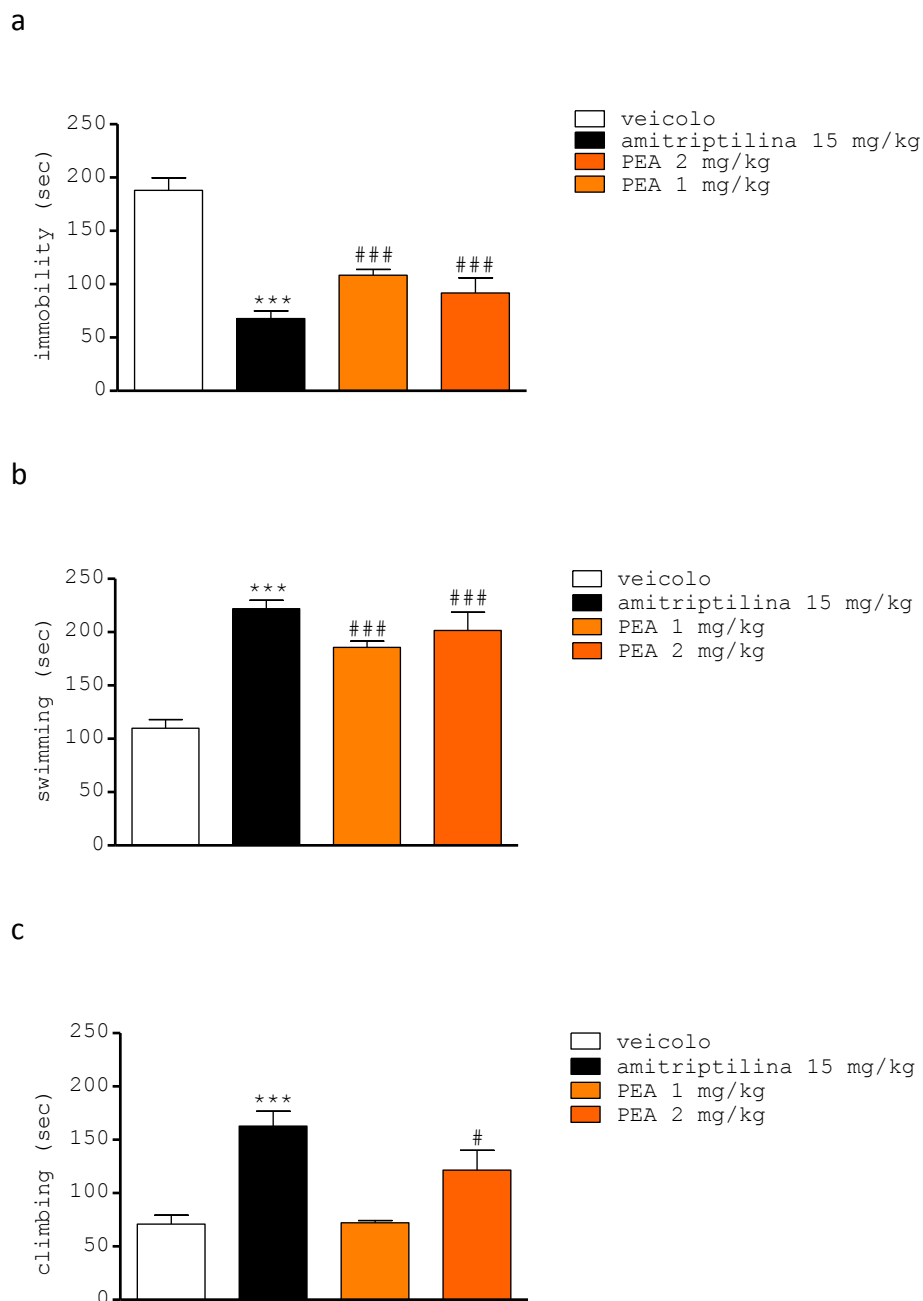 a
veicolo
amitriptilina 15 mg/kg
PEA 2 mg/kg
PEA 1 mg/kg
immobility (sec)
250
200
150
100
50
0
***
###
###
b
veicolo
amitriptilina 15 mg/kg
PEA 1 mg/kg
PEA 2 mg/kg
swimming (sec)
250
200
150
100
50
0
***
###
###
c
veicolo
amitriptilina 15 mg/kg
PEA 1 mg/kg
PEA 2 mg/kg
climbing (sec)
250
200
150
100
50
0
***
#